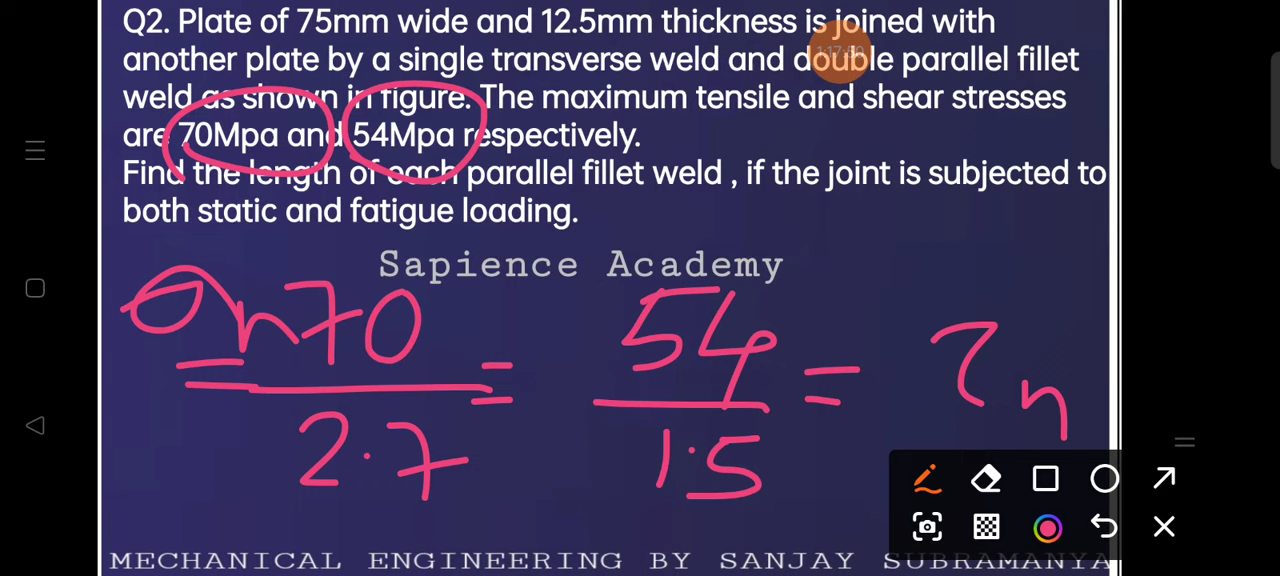 Q2. Plate of 75mm wide and 12.5mm thickness is joined with
1:17:50
another plate by a single transverse weld and double parallel fillet
weld as shown in figure. The maximum tensile and shear stresses
are 70Mpa and 54Mpa respectively.
Find the length of each parallel fillet weld , if the joint is subjected to
both static and fatigue loading.
Sapience Academy
70
54
=
=
2.7
1.5
MECHANICAL ENGINEERING BY SANJAY SUBRAMANYA